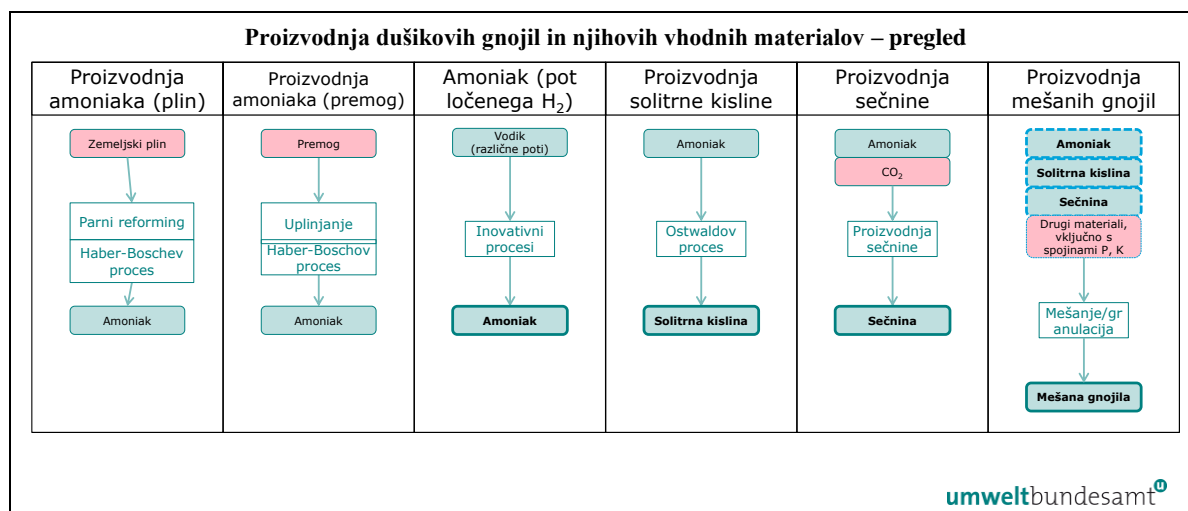 Proizvodnja dušikovih gnojil in njihovih vhodnih materialov – pregled
Proizvodnja
amoniaka (plin)
Zemeljski plin
Parni reforming
Haber-Boschev
proces
Amoniak
Proizvodnja
amoniaka (premog)
Premog
Uplinjanje
Haber-Boschov
proces
Amoniak
Amoniak (pot
ločenega H₂)
Vodik
(različne poti)
Inovativni
procesi
Amoniak
Proizvodnja
solitrne kisline
Amoniak
Ostwaldov
proces
Solitrna kislina
Proizvodnja
sečnine
Amoniak
CO₂
Proizvodnja
sečnine
Sečnina
Proizvodnja
mešanih gnojil
Amoniak
Solitrna kislina
Sečnina
Drugi materiali,
vključno s
spojinami P, K
Mešanje/gr
anulacija
Mešana gnojila
umweltbundesamt
u